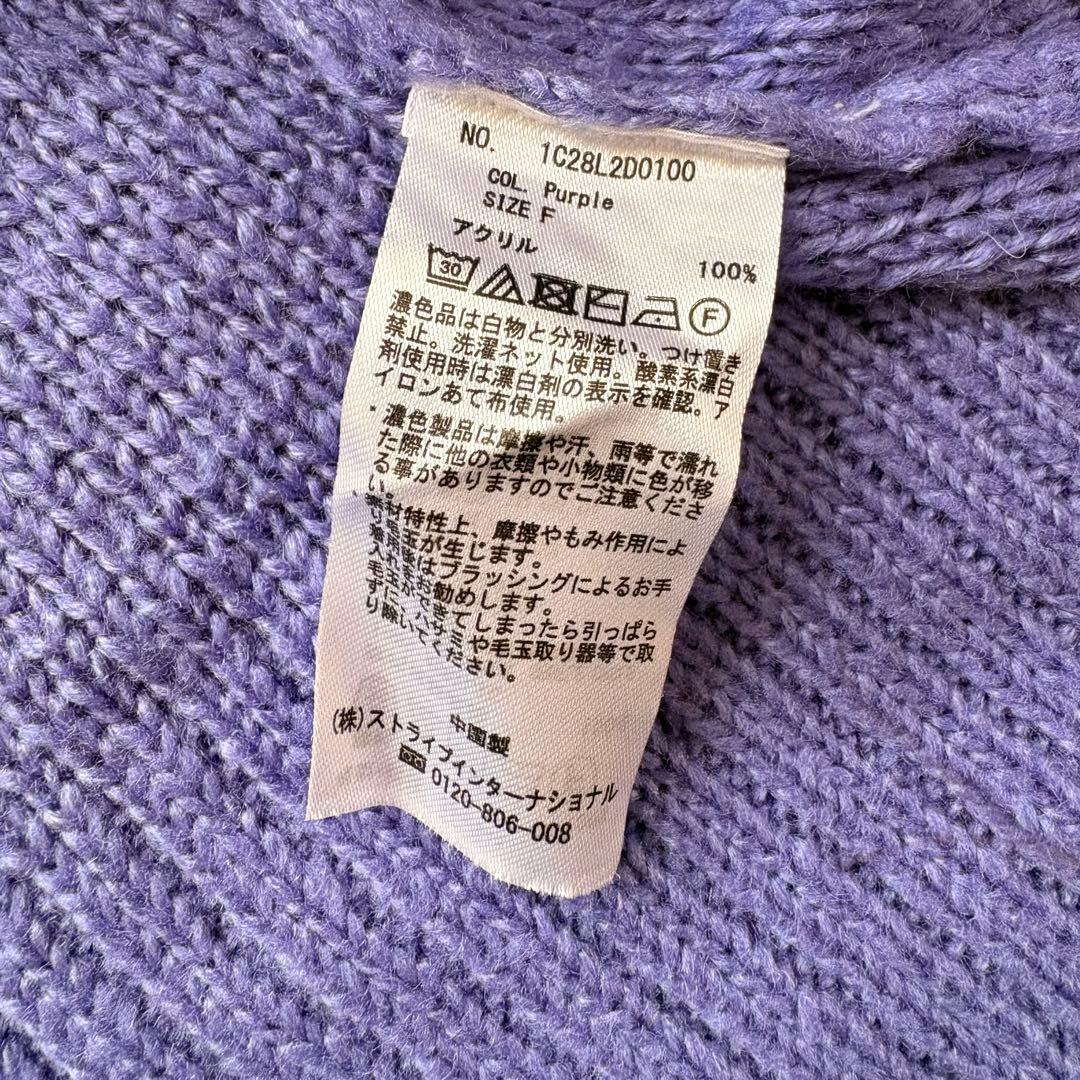 NO. 1C28L2D0100
COL. Purple
SIZE F
アクリル 100%
30
F
濃色品は白物と分別洗い。つけ置き
禁止。洗濯ネット使用。酸素系漂白
剤使用時は漂白剤の表示を確認。ア
イロンあて布使用。
・濃色製品は摩擦や汗、雨等で濡れ
た際に他の衣類や小物類に色が移
る事がありますのでご注意くださ
い。
特性上、摩擦やもみ作用によ
が生じます。
はブラッシングによるお手
お勧めします。
毛玉ができてしまったら引っぱら
ずにハサミや毛玉取り器等で取
り除いてください。
中国製
(株)ストライプインターナショナル
0120-806-008